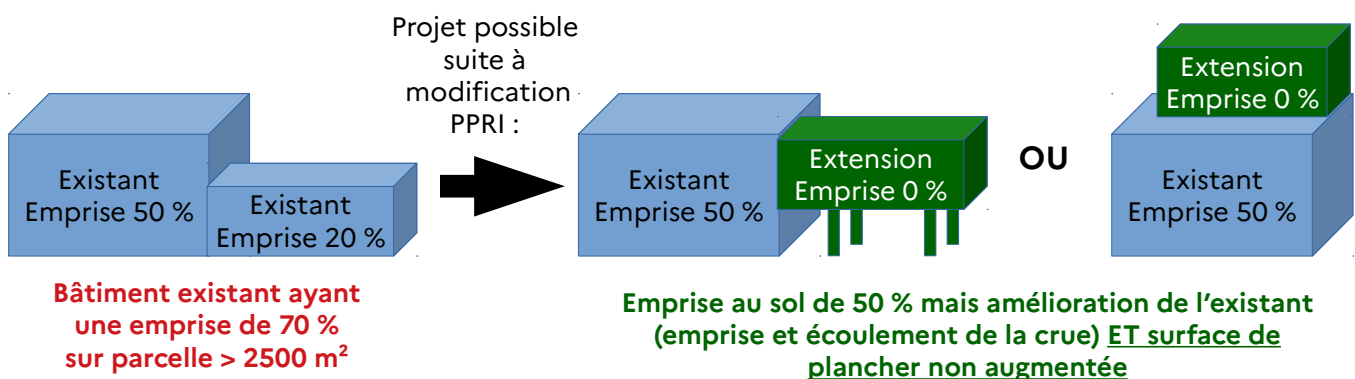 Projet possible
suite à
modification
PPRI :
Existant
Emprise 50 %
Existant
Emprise 20 %
Existant
Emprise 50 %
Extension
Emprise 0 %
OU
Extension
Emprise 0 %
Existant
Emprise 50 %
Bâtiment existant ayant
une emprise de 70 %
sur parcelle > 2500 m²
Emprise au sol de 50 % mais amélioration de l’existant
(emprise et écoulement de la crue) ET surface de
plancher non augmentée